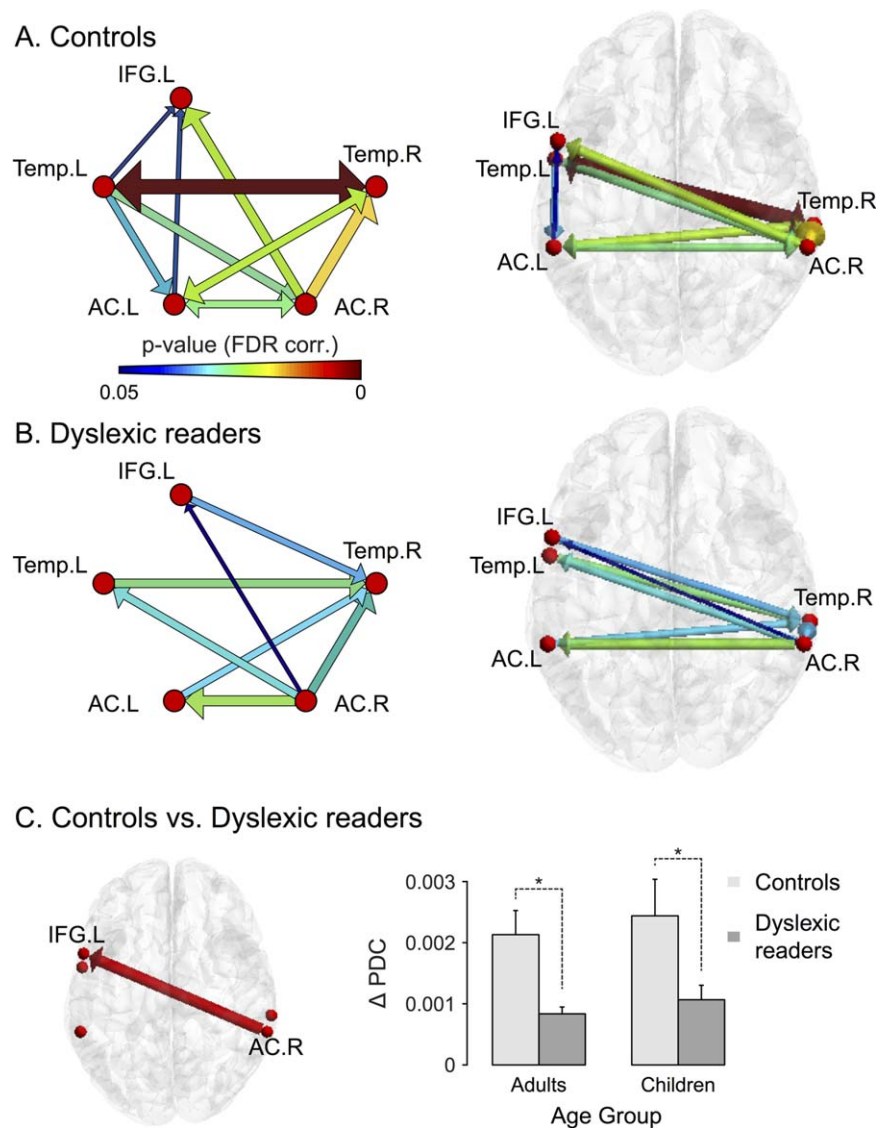 A. Controls
IFG.L
Temp.L
Temp.R
AC.L
AC.R
IFG.L
Temp.L
Temp.R
AC.L
AC.R
p-value (FDR corr.)
0.05
0
B. Dyslexic readers
IFG.L
Temp.L
Temp.R
AC.L
AC.R
IFG.L
Temp.L
Temp.R
AC.L
AC.R
C. Controls vs. Dyslexic readers
IFG.L
AC.R
0.003
0.002
0.001
0
Δ PDC
*
*
Controls
Dyslexic
readers
Adults
Children
Age Group